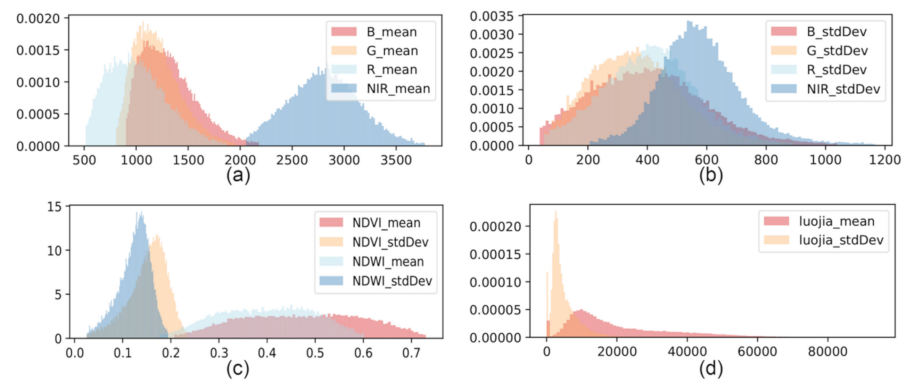 0.0020
0.0015
0.0010
0.0005
0.0000
B_mean
G_mean
R_mean
NIR_mean
500 1000 1500 2000 2500 3000 3500
(a)
0.0035
0.0030
0.0025
0.0020
0.0015
0.0010
0.0005
0.0000
B_stdDev
G_stdDev
R_stdDev
NIR_stdDev
0 200 400 600 800 1000 1200
(b)
15
10
5
0
NDVI_mean
NDVI_stdDev
NDWI_mean
NDWI_stdDev
0.0 0.1 0.2 0.3 0.4 0.5 0.6 0.7
(c)
0.00020
0.00015
0.00010
0.00005
0.00000
luojia_mean
luojia_stdDev
0 20000 40000 60000 80000
(d)